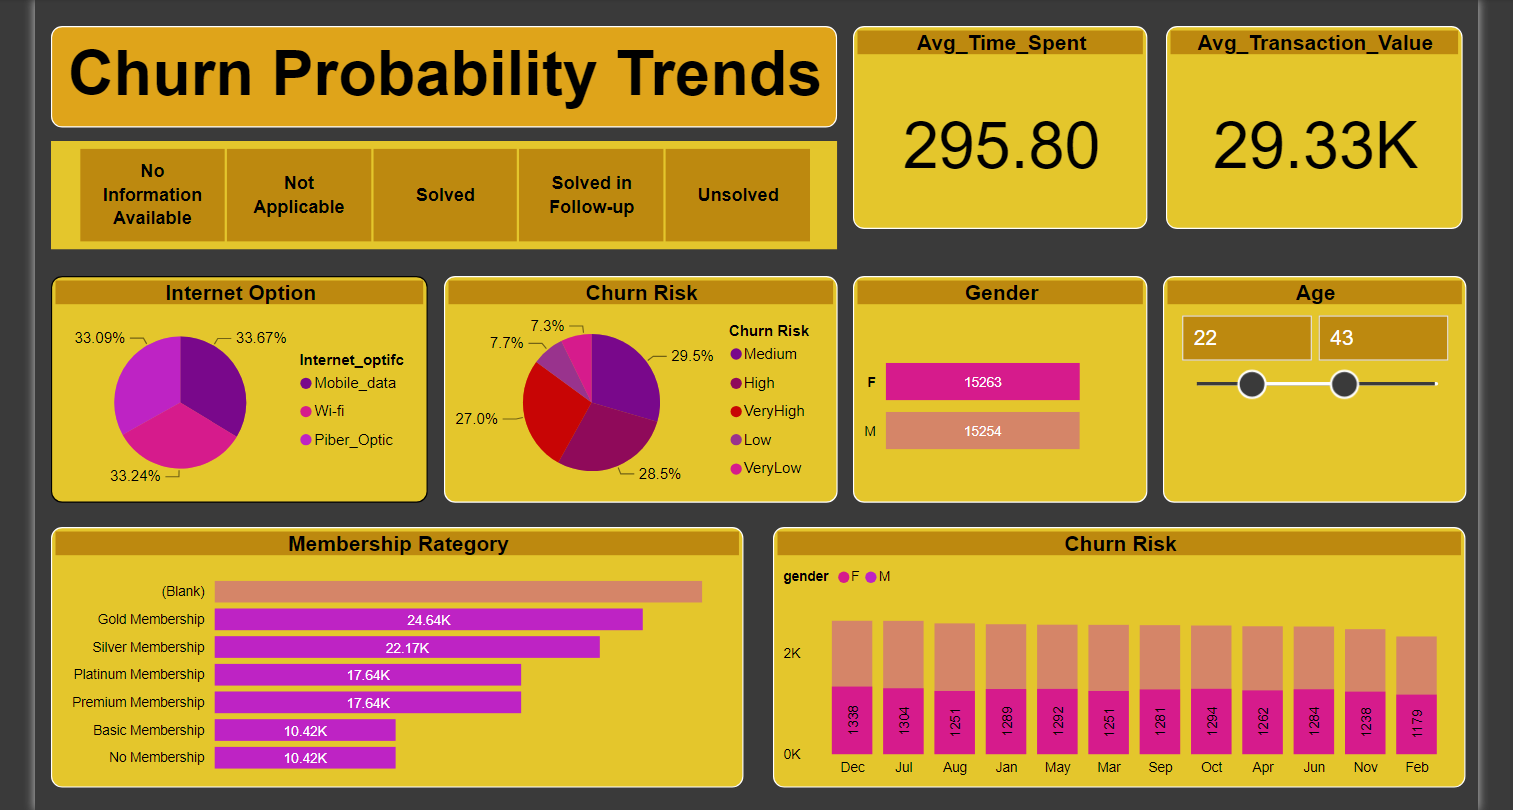 Churn Probability Trends
Avg_Time_Spent
295.80
Avg_Transaction_Value
29.33K
No
Information
Available
Not
Applicable
Solved
Solved in
Follow-up
Unsolved
Internet Option
33.09%
33.67%
33.24%
Internet_optifc
Mobile_data
Wi-fi
Piber_Optic
Churn Risk
7.3%
7.7%
29.5%
27.0%
28.5%
Churn Risk
Medium
High
VeryHigh
Low
VeryLow
Gender
F 15263
M 15254
Age
22 43
Membership Rategory
(Blank)
Gold Membership 24.64K
Silver Membership 22.17K
Platinum Membership 17.64K
Premium Membership 17.64K
Basic Membership 10.42K
No Membership 10.42K
Churn Risk
gender F M
2K
0K
1338 1304 1251 1289 1292 1251 1281 1294 1262 1284 1238 1179
Dec Jul Aug Jan May Mar Sep Oct Apr Jun Nov Feb